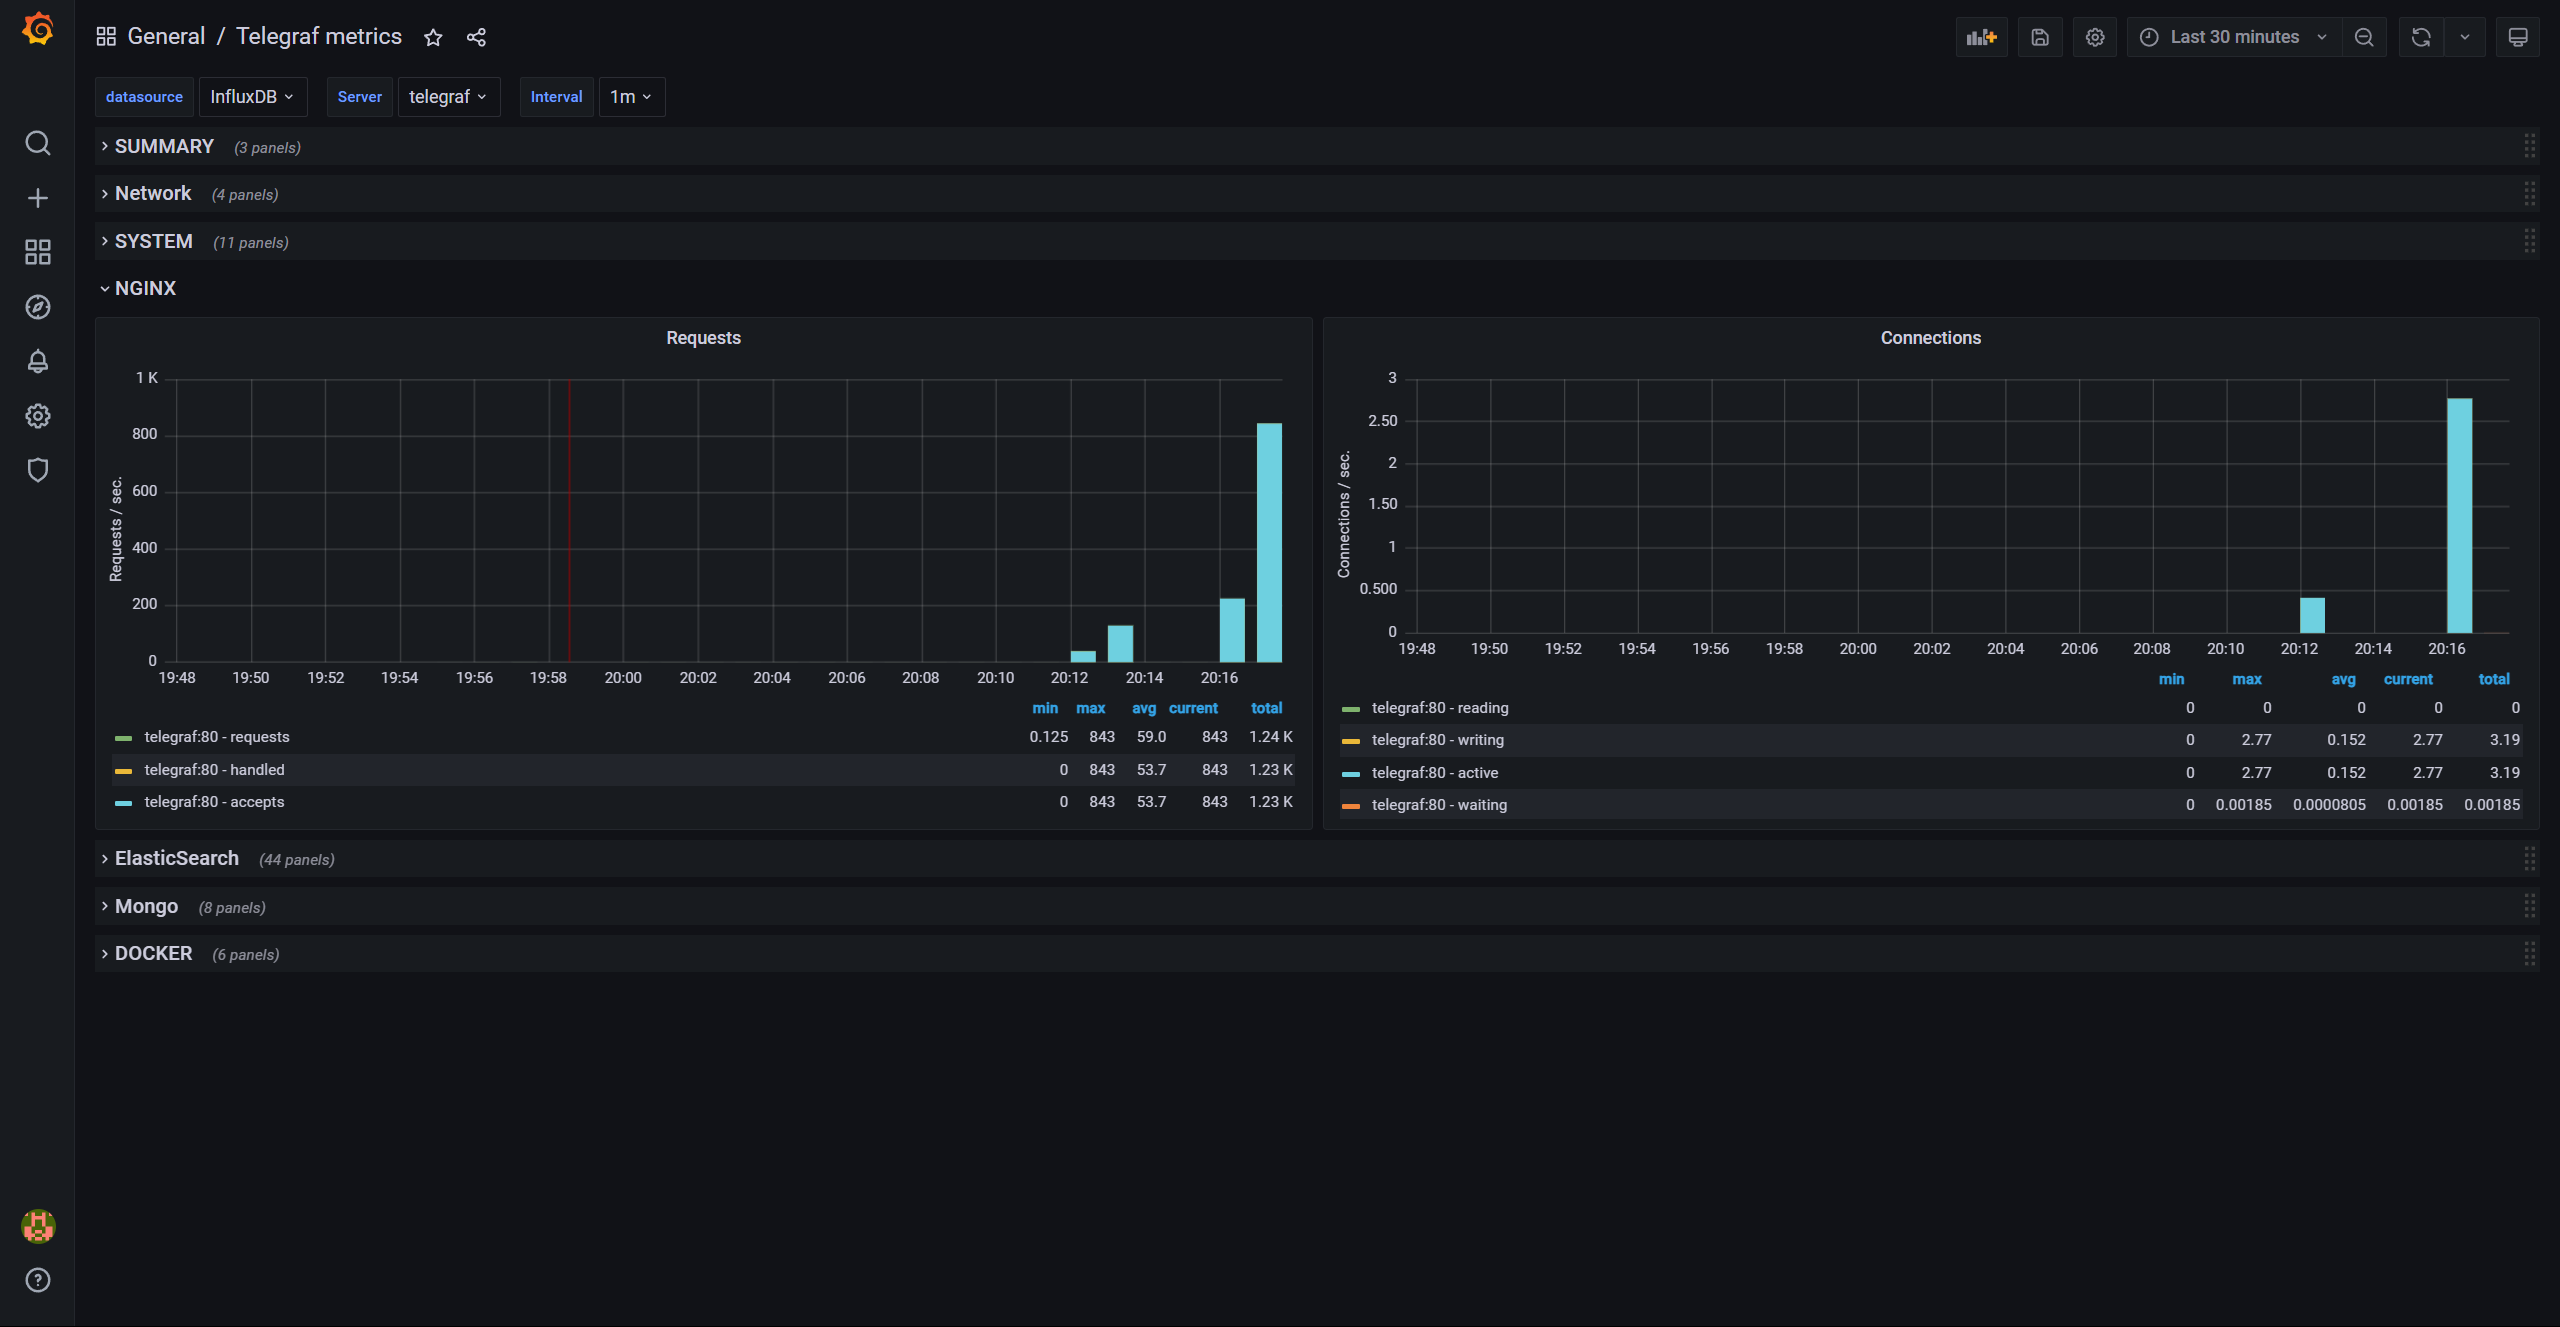 General / Telegraf metrics
Last 30 minutes
datasource InfluxDB Server telegraf Interval 1m
SUMMARY (3 panels)
Network (4 panels)
SYSTEM (11 panels)
NGINX
Requests
1 K
800
600
400
200
0
Requests / sec.
19:48 19:50 19:52 19:54 19:56 19:58 20:00 20:02 20:04 20:06 20:08 20:10 20:12 20:14 20:16
min max avg current total
telegraf:80 - requests 0.125 843 59.0 843 1.24 K
telegraf:80 - handled 0 843 53.7 843 1.23 K
telegraf:80 - accepts 0 843 53.7 843 1.23 K
Connections
3
2.50
2
1.50
1
0.500
0
Connections / sec.
19:48 19:50 19:52 19:54 19:56 19:58 20:00 20:02 20:04 20:06 20:08 20:10 20:12 20:14 20:16
min max avg current total
telegraf:80 - reading 0 0 0 0 0
telegraf:80 - writing 0 2.77 0.152 2.77 3.19
telegraf:80 - active 0 2.77 0.152 2.77 3.19
telegraf:80 - waiting 0 0.00185 0.0000805 0.00185 0.00185
ElasticSearch (44 panels)
Mongo (8 panels)
DOCKER (6 panels)